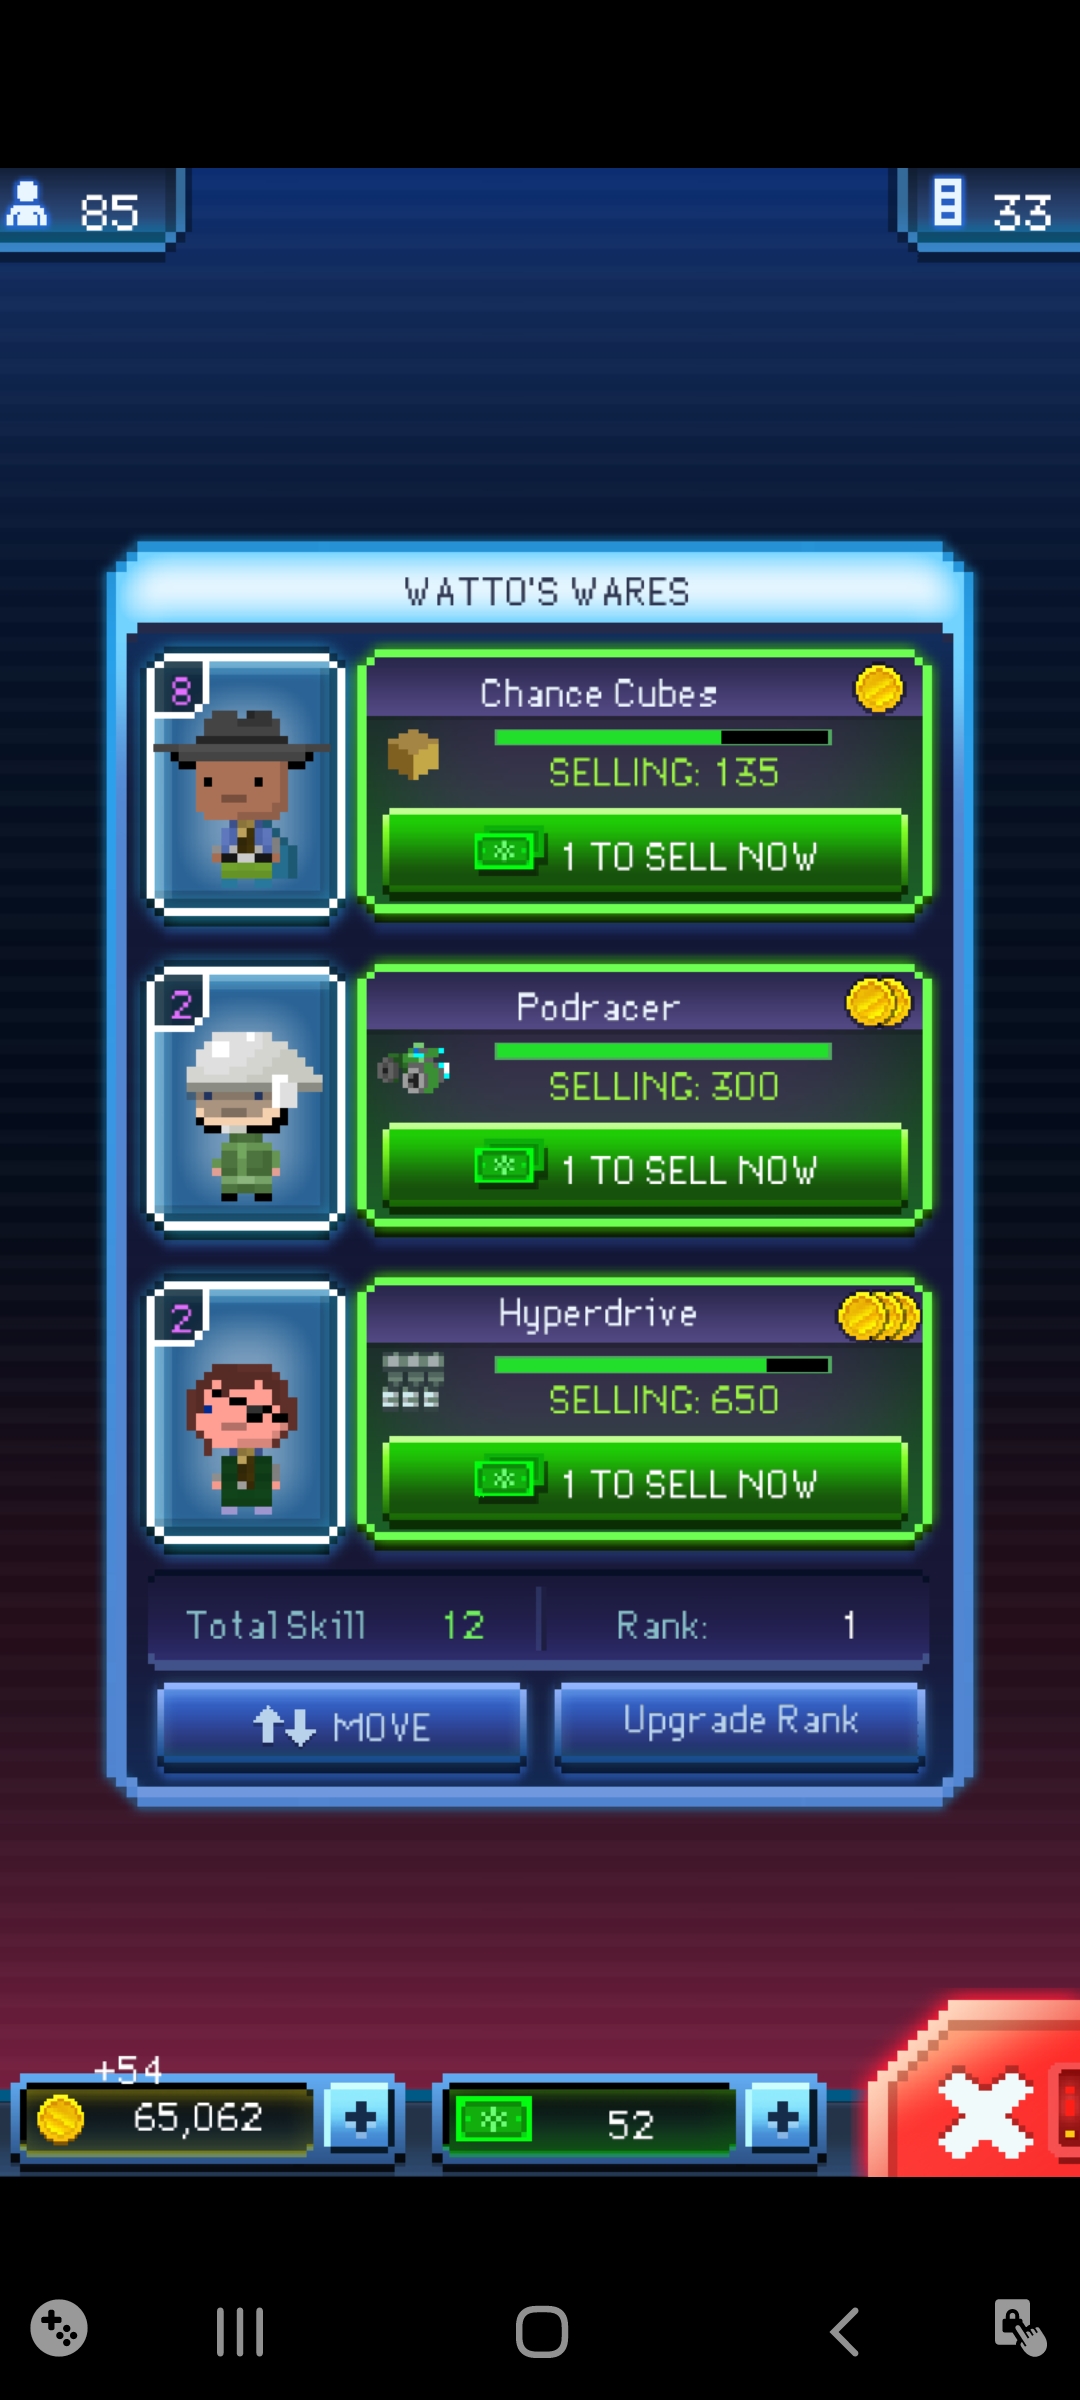 85
33
WATTO'S WARES
8
Chance Cubes
SELLING: 135
1 TO SELL NOW
2
Podracer
SELLING: 300
1 TO SELL NOW
2
Hyperdrive
SELLING: 650
1 TO SELL NOW
Total Skill 12 Rank: 1
MOVE Upgrade Rank
+54
65,062 52